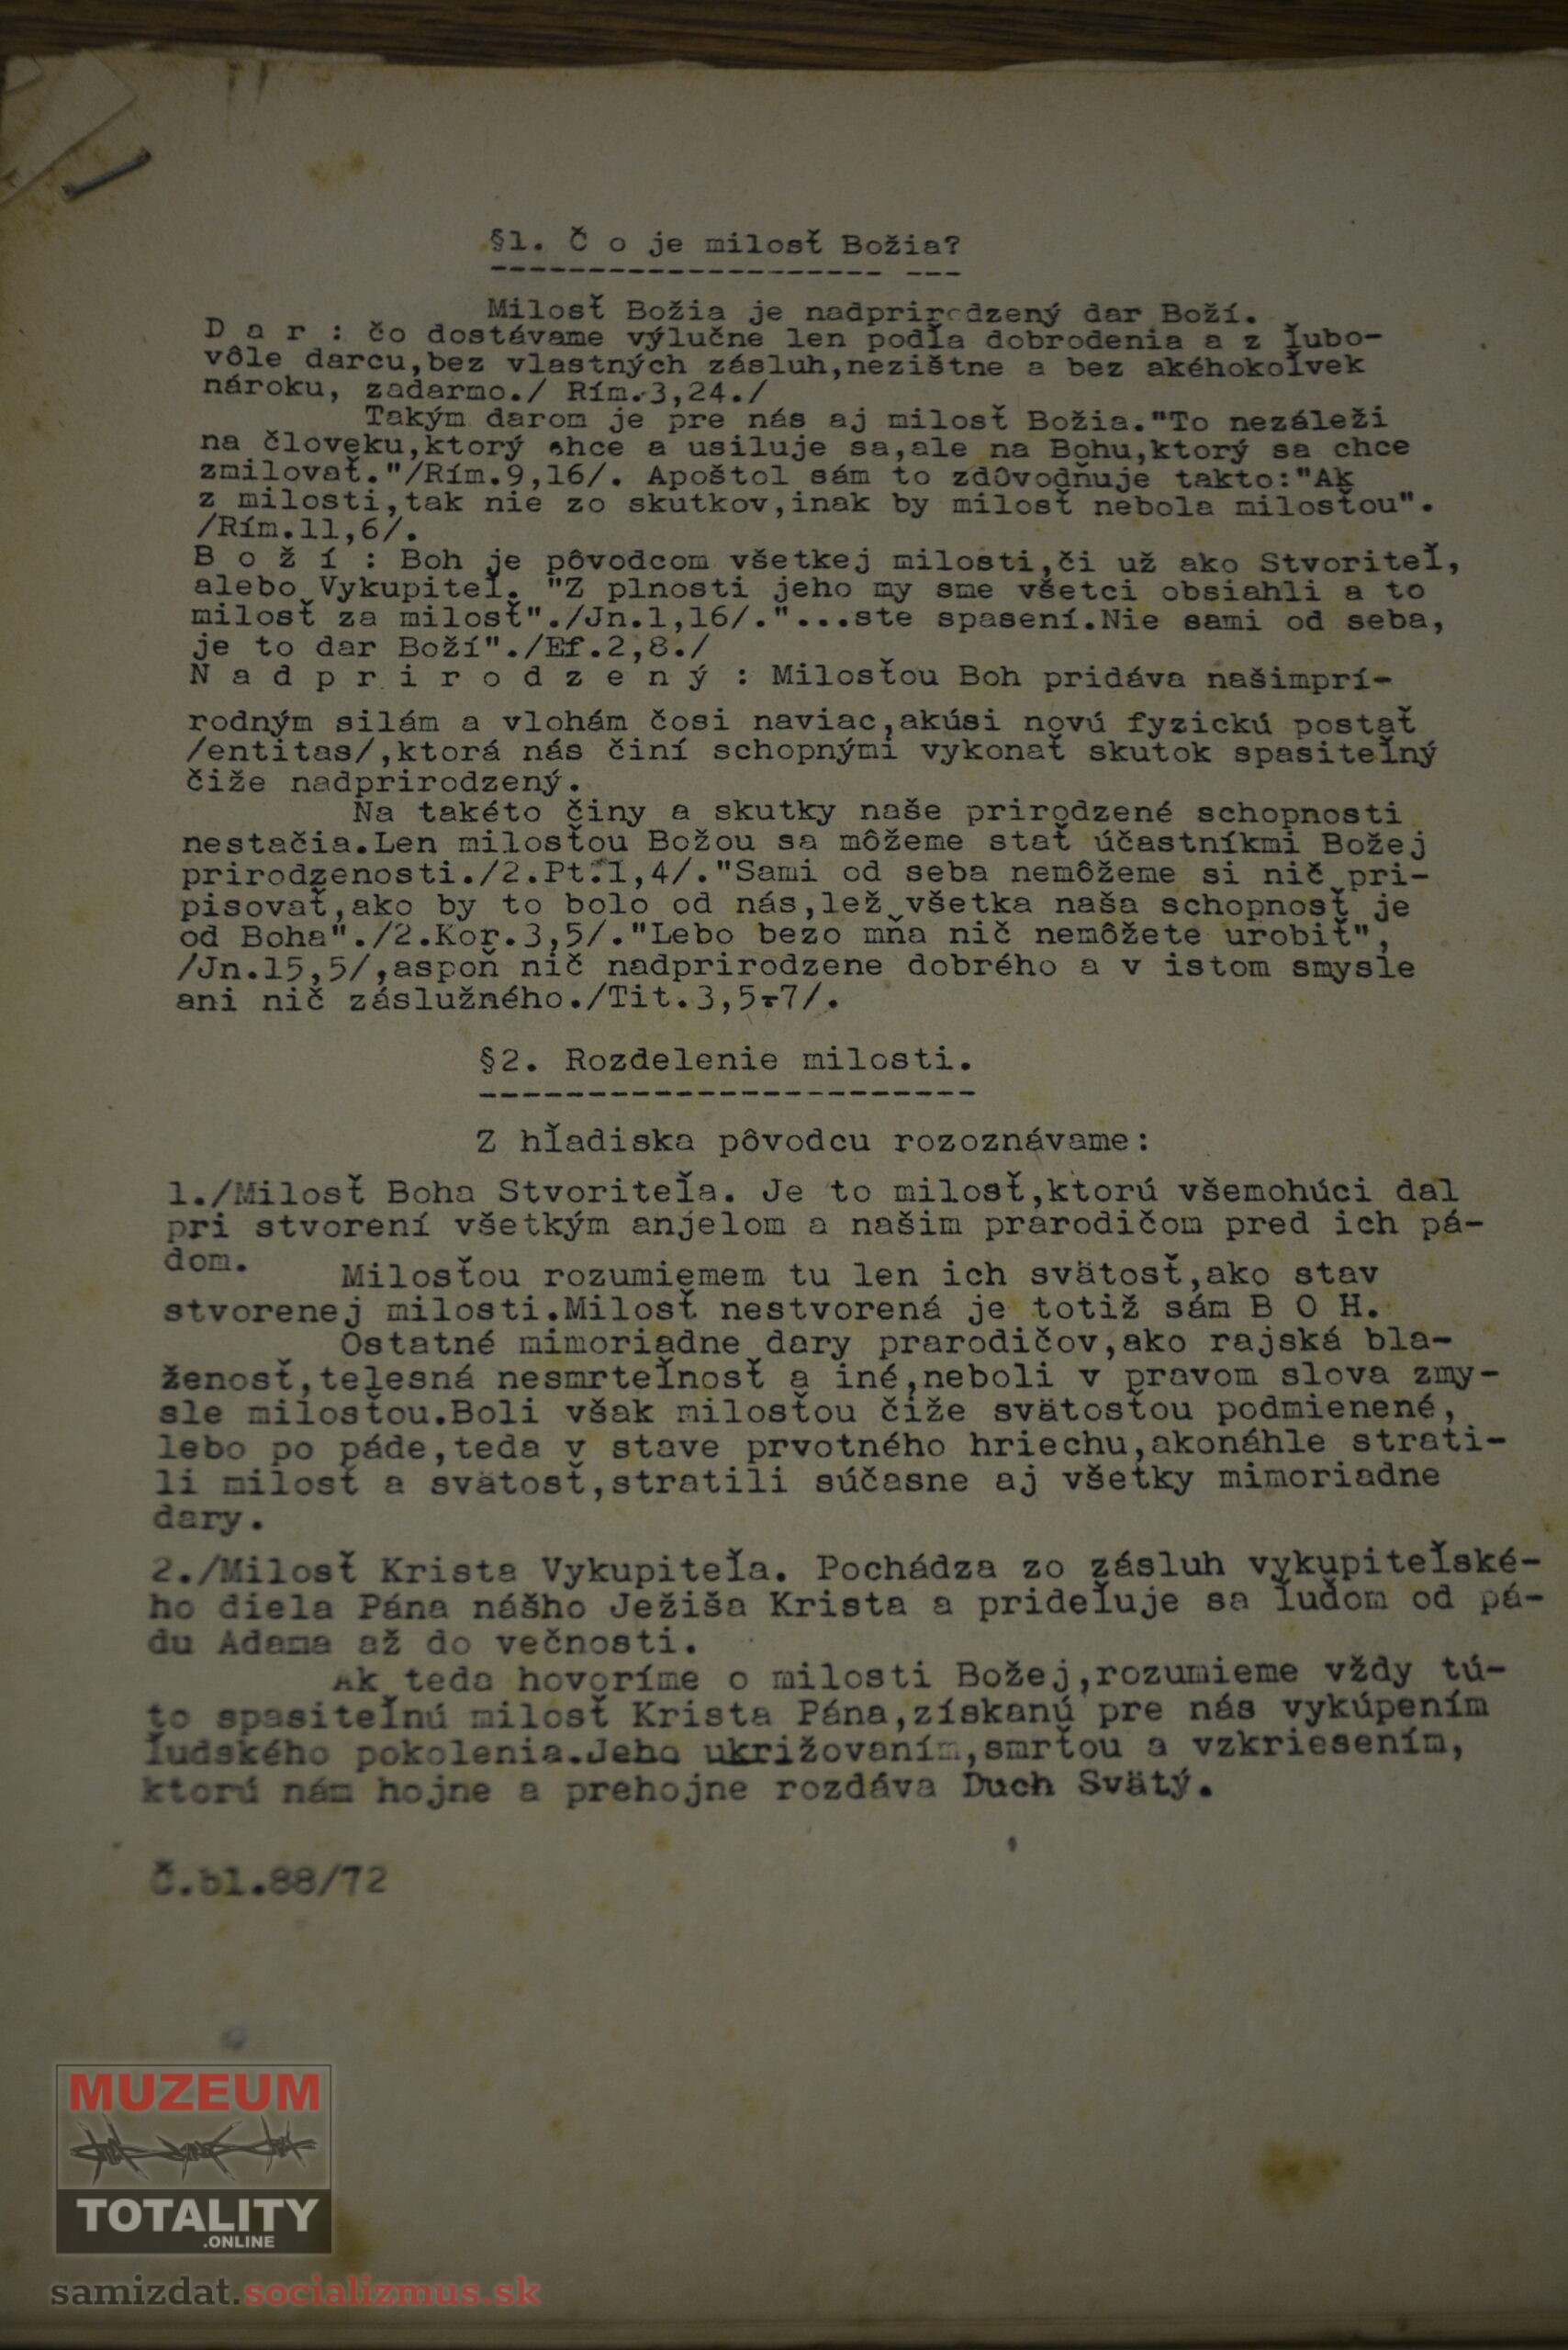 §1. Č o je milosť Božia?
Milosť Božia je nadprirodzený dar Boží.
D a r : čo dostávame výlučne len podľa dobrodenia a z ľubo-
vôle darcu,bez vlastných zásluh,nezištne a bez akéhokoľvek
nároku, zadarmo./ Rím.3,24./
Takým darom je pre nás aj milosť Božia."To nezáleží
na človeku,ktorý chce a usiluje sa,ale na Bohu,ktorý sa chce
zmilovať."/Rím.9,16/. Apoštol sám to zdôvodňuje takto:"Ak
z milosti,tak nie zo skutkov,inak by milosť nebola milosťou".
/Rím.11,6/.
B o ž í : Boh je pôvodcom všetkej milosti,či už ako Stvoriteľ,
alebo Vykupiteľ. "Z plnosti jeho my sme všetci obsiahli a to
milosť za milosť"./Jn.1,16/."...ste spasení.Nie sami od seba,
je to dar Boží"./Ef.2,8./
N a d p r i r o d z e n ý : Milosťou Boh pridáva našimprí-
rodným silám a vlohám čosi naviac,akúsi novú fyzickú postať
/entitas/,ktorá nás činí schopnými vykonať skutok spasiteľný
čiže nadprirodzený.
Na takéto činy a skutky naše prirodzené schopnosti
nestačia.Len milosťou Božou sa môžeme stať účastníkmi Božej
prirodzenosti./2.Pt.1,4/."Sami od seba nemôžeme si nič pri-
pisovať,ako by to bolo od nás,lež všetka naša schopnosť je
od Boha"./2.Kor.3,5/."Lebo bezo mňa nič nemôžete urobiť",
/Jn.15,5/,aspoň nič nadprirodzene dobrého a v istom smysle
ani nič záslužného./Tit.3,5-7/.
§2. Rozdelenie milosti.
Z hľadiska pôvodcu rozoznávame:
1./Milosť Boha Stvoriteľa. Je to milosť,ktorú všemohúci dal
pri stvorení všetkým anjelom a našim prarodičom pred ich pá-
dom.
Milosťou rozumiemem tu len ich svätosť,ako stav
stvorenej milosti.Milosť nestvorená je totiž sám B O H.
Ostatné mimoriadne dary prarodičov,ako rajská bla-
ženosť,telesná nesmrteľnosť a iné,neboli v pravom slova zmy-
sle milosťou.Boli však milosťou čiže svätosťou podmienené,
lebo po páde,teda v stave prvotného hriechu,akonáhle strati-
li milosť a svätosť,stratili súčasne aj všetky mimoriadne
dary.
2./Milosť Krista Vykupiteľa. Pochádza zo zásluh vykupiteľské-
ho diela Pána nášho Ježiša Krista a prideľuje sa ľuďom od pá-
du Adama až do večnosti.
Ak teda hovoríme o milosti Božej,rozumieme vždy tú-
to spasiteľnú milosť Krista Pána,získanú pre nás vykúpením
ľudského pokolenia.Jeho ukrižovaním,smrťou a vzkriesením,
ktorú nám hojne a prehojne rozdáva Duch Svätý.
Č.bl.88/72
MUZEUM
TOTALITY
.ONLINE
samizdat.socializmus.sk